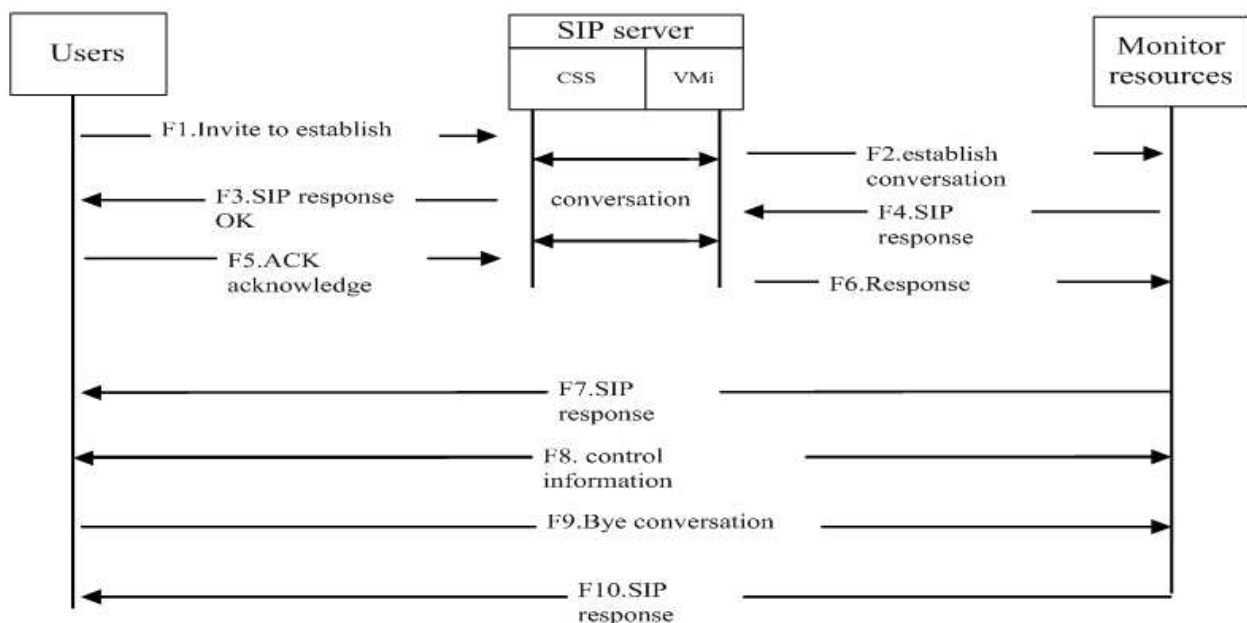 Users
SIP server
CSS
VMi
Monitor
resources
F1.Invite to establish
F2.establish
conversation
F3.SIP response
OK
conversation
F4.SIP
response
F5.ACK
acknowledge
F6.Response
F7.SIP
response
F8. control
information
F9.Bye conversation
F10.SIP
response